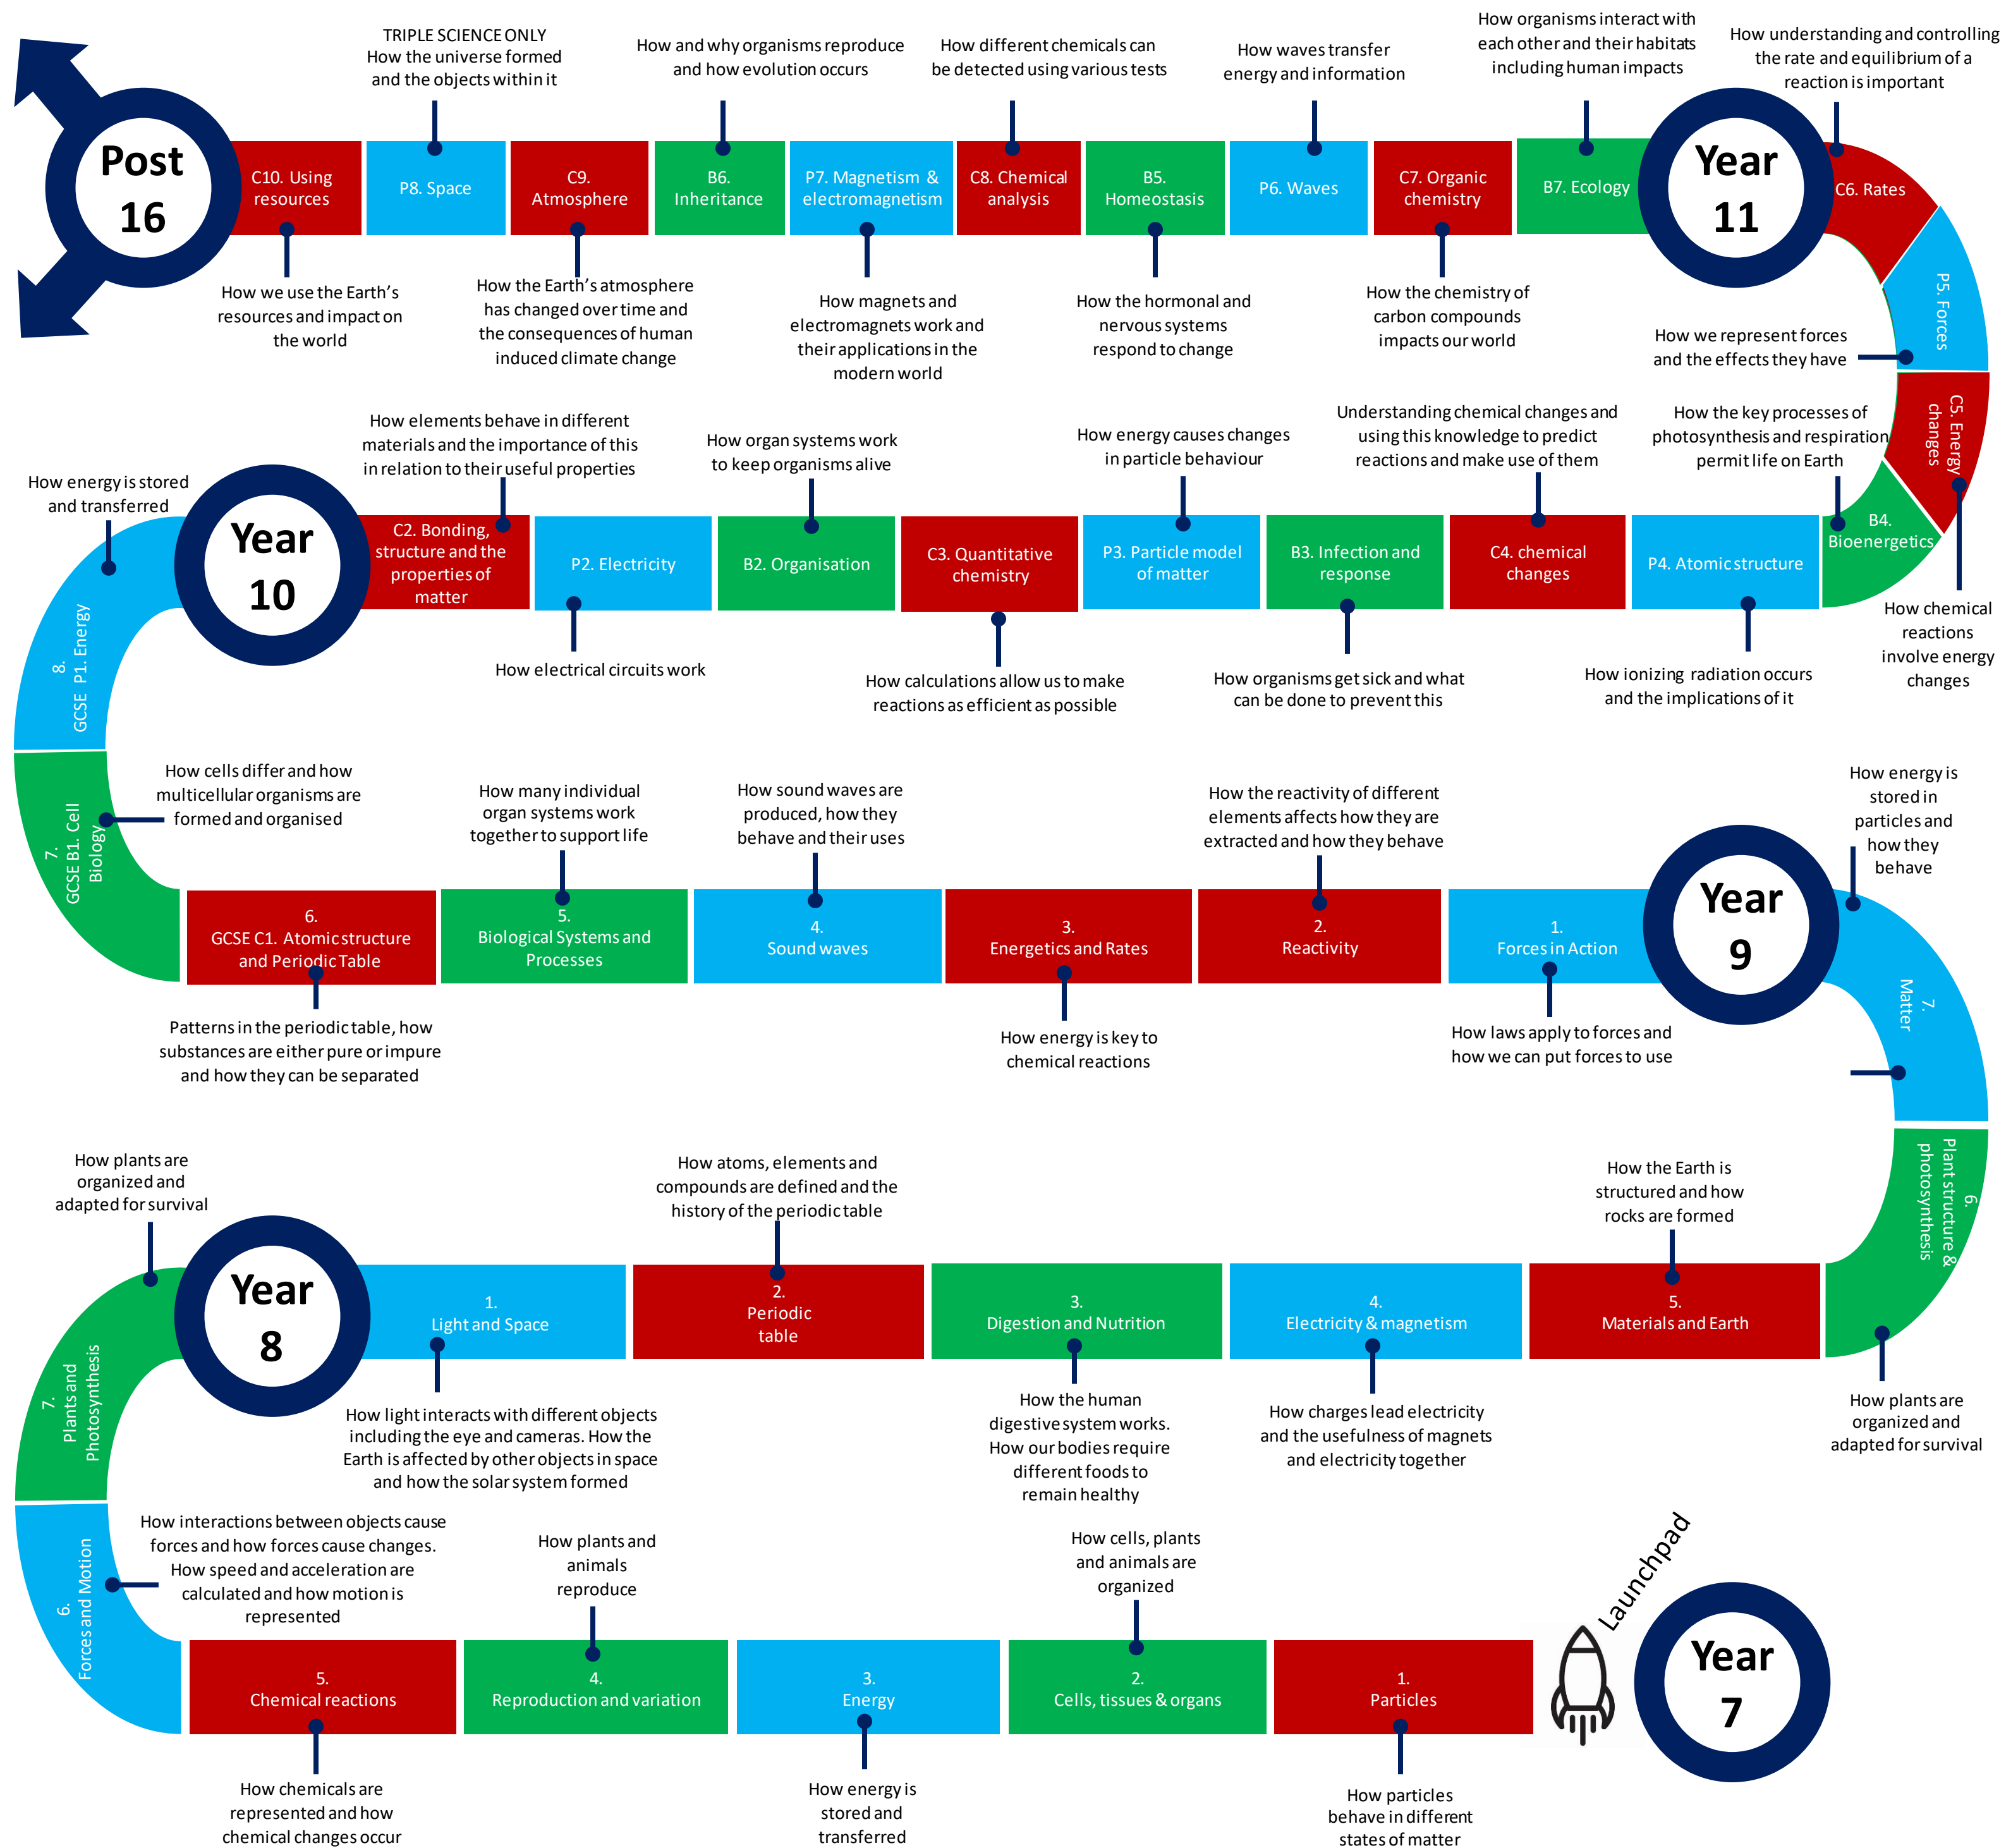 TRIPLE SCIENCE ONLY
How the universe formed
and the objects within it
How and why organisms reproduce
and how evolution occurs
How different chemicals can
be detected using various tests
How waves transfer
energy and information
How organisms interact with
each other and their habitats
including human impacts
How understanding and controlling
the rate and equilibrium of a
reaction is important
Post
16
C10. Using
resources
P8. Space
C9.
Atmosphere
B6.
Inheritance
P7. Magnetism &
electromagnetism
C8. Chemical
analysis
B5.
Homeostasis
P6. Waves
C7. Organic
chemistry
B7. Ecology
Year
11
C6. Rates
P5. Forces
C5. Energy
changes
How we use the Earth's
resources and impact on
the world
How the Earth's atmosphere
has changed over time and
the consequences of human
induced climate change
How magnets and
electromagnets work and
their applications in the
modern world
How the hormonal and
nervous systems
respond to change
How the chemistry of
carbon compounds
impacts our world
How we represent forces
and the effects they have
How energy is stored
and transferred
How elements behave in different
materials and the importance of this
in relation to their useful properties
How organ systems work
to keep organisms alive
How energy causes changes
in particle behaviour
Understanding chemical changes and
using this knowledge to predict
reactions and make use of them
How the key processes of
photosynthesis and respiration
permit life on Earth
Year
10
C2. Bonding,
structure and the
properties of
matter
P2. Electricity
B2. Organisation
C3. Quantitative
chemistry
P3. Particle model
of matter
B3. Infection and
response
C4. chemical
changes
P4. Atomic structure
B4.
Bioenergetics
8.
GCSE P1. Energy
How electrical circuits work
How calculations allow us to make
reactions as efficient as possible
How organisms get sick and what
can be done to prevent this
How ionizing radiation occurs
and the implications of it
How chemical
reactions
involve energy
changes
7.
GCSE B1. Cell
Biology
How cells differ and how
multicellular organisms are
formed and organised
How many individual
organ systems work
together to support life
How sound waves are
produced, how they
behave and their uses
How the reactivity of different
elements affects how they are
extracted and how they behave
How energy is
stored in
particles and
how they
behave
6.
GCSE C1. Atomic structure
and Periodic Table
5.
Biological Systems and
Processes
4.
Sound waves
3.
Energetics and Rates
2.
Reactivity
1.
Forces in Action
Year
9
7.
Matter
Patterns in the periodic table, how
substances are either pure or impure
and how they can be separated
How energy is key to
chemical reactions
How laws apply to forces and
how we can put forces to use
6.
Plant structure &
photosynthesis
How plants are
organized and
adapted for survival
How atoms, elements and
compounds are defined and the
history of the periodic table
How the Earth is
structured and how
rocks are formed
Year
8
1.
Light and Space
2.
Periodic
table
3.
Digestion and Nutrition
4.
Electricity & magnetism
5.
Materials and Earth
7.
Plants and
Photosynthesis
How light interacts with different objects
including the eye and cameras. How the
Earth is affected by other objects in space
and how the solar system formed
How the human
digestive system works.
How our bodies require
different foods to
remain healthy
How charges lead electricity
and the usefulness of magnets
and electricity together
How plants are
organized and
adapted for survival
6.
Forces and Motion
How interactions between objects cause
forces and how forces cause changes.
How speed and acceleration are
calculated and how motion is
represented
How plants and
animals
reproduce
How cells, plants
and animals are
organized
Launchpad
5.
Chemical reactions
4.
Reproduction and variation
3.
Energy
2.
Cells, tissues & organs
1.
Particles
Year
7
How chemicals are
represented and how
chemical changes occur
How energy is
stored and
transferred
How particles
behave in different
states of matter